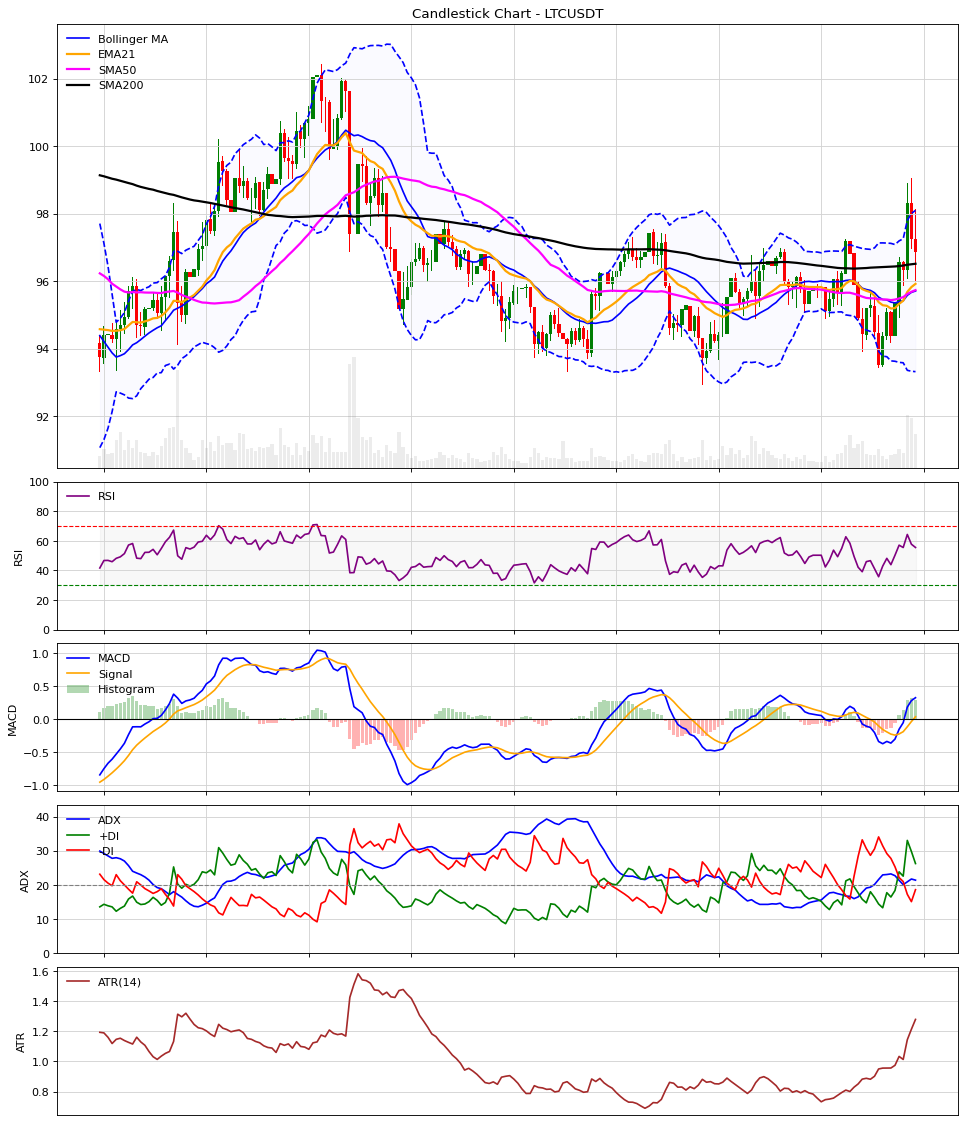 Candlestick Chart - LTCUSDT
Bollinger MA
EMA21
SMA50
SMA200
102
100
98
96
94
92
RSI
RSI
100
80
60
40
20
0
MACD
Signal
Histogram
MACD
1.0
0.5
0.0
−0.5
−1.0
ADX
+DI
-DI
ADX
40
30
20
10
0
ATR(14)
ATR
1.6
1.4
1.2
1.0
0.8